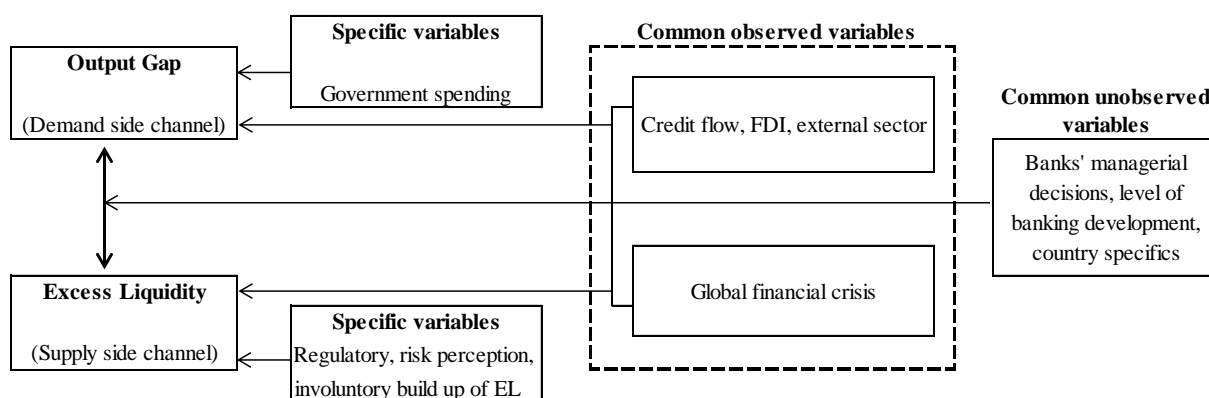 Specific variables
Government spending
Output Gap
(Demand side channel)
Common observed variables
Credit flow, FDI, external sector
Global financial crisis
Common unobserved
variables
Banks' managerial
decisions, level of
banking development,
country specifics
Excess Liquidity
(Supply side channel)
Specific variables
Regulatory, risk perception,
involuntory build up of EL